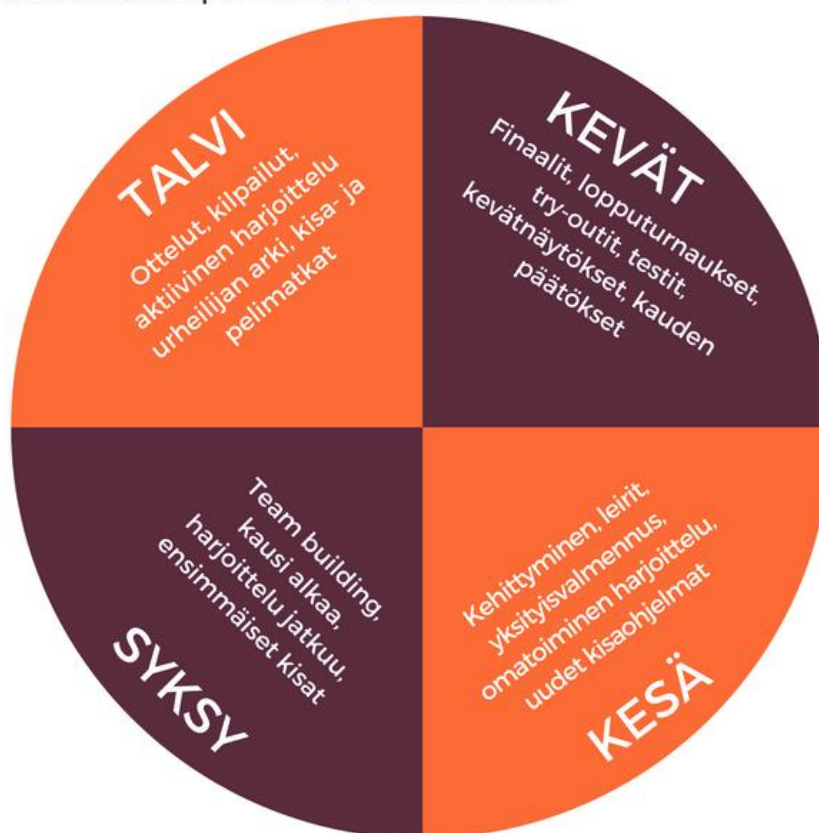 TALVI
Ottelut, kilpailut,
aktiivinen harjoittelu
urheilijan arki, kisa- ja
pelimatkat
KEVÄT
Finaalit, lopputurnaukset,
try-outit, testit,
kevätnäytökset, kauden
päätökset
Team building,
kausi alkaa,
harjoittelu jatkuu,
ensimmäiset kisat
SYKSY
Kehittyminen, leirit,
yksityisvalmennus,
omatoiminen harjoittelu,
uudet kisaohjelmat
KESÄ